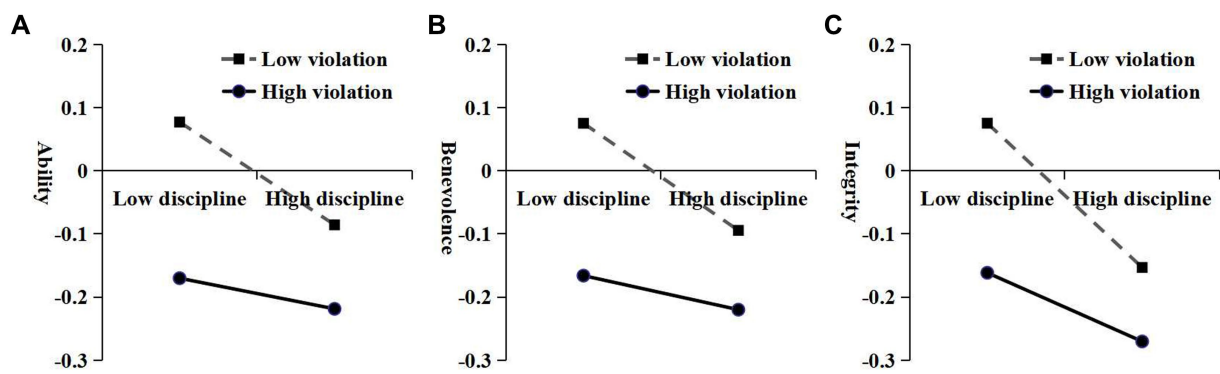 A
0.2
0.1
0
-0.1
-0.2
-0.3
Ability
Low violation
High violation
Low discipline
High discipline
B
0.2
0.1
0
-0.1
-0.2
-0.3
Benevolence
Low violation
High violation
Low discipline
High discipline
C
0.2
0.1
0
-0.1
-0.2
-0.3
Integrity
Low violation
High violation
Low discipline
High discipline